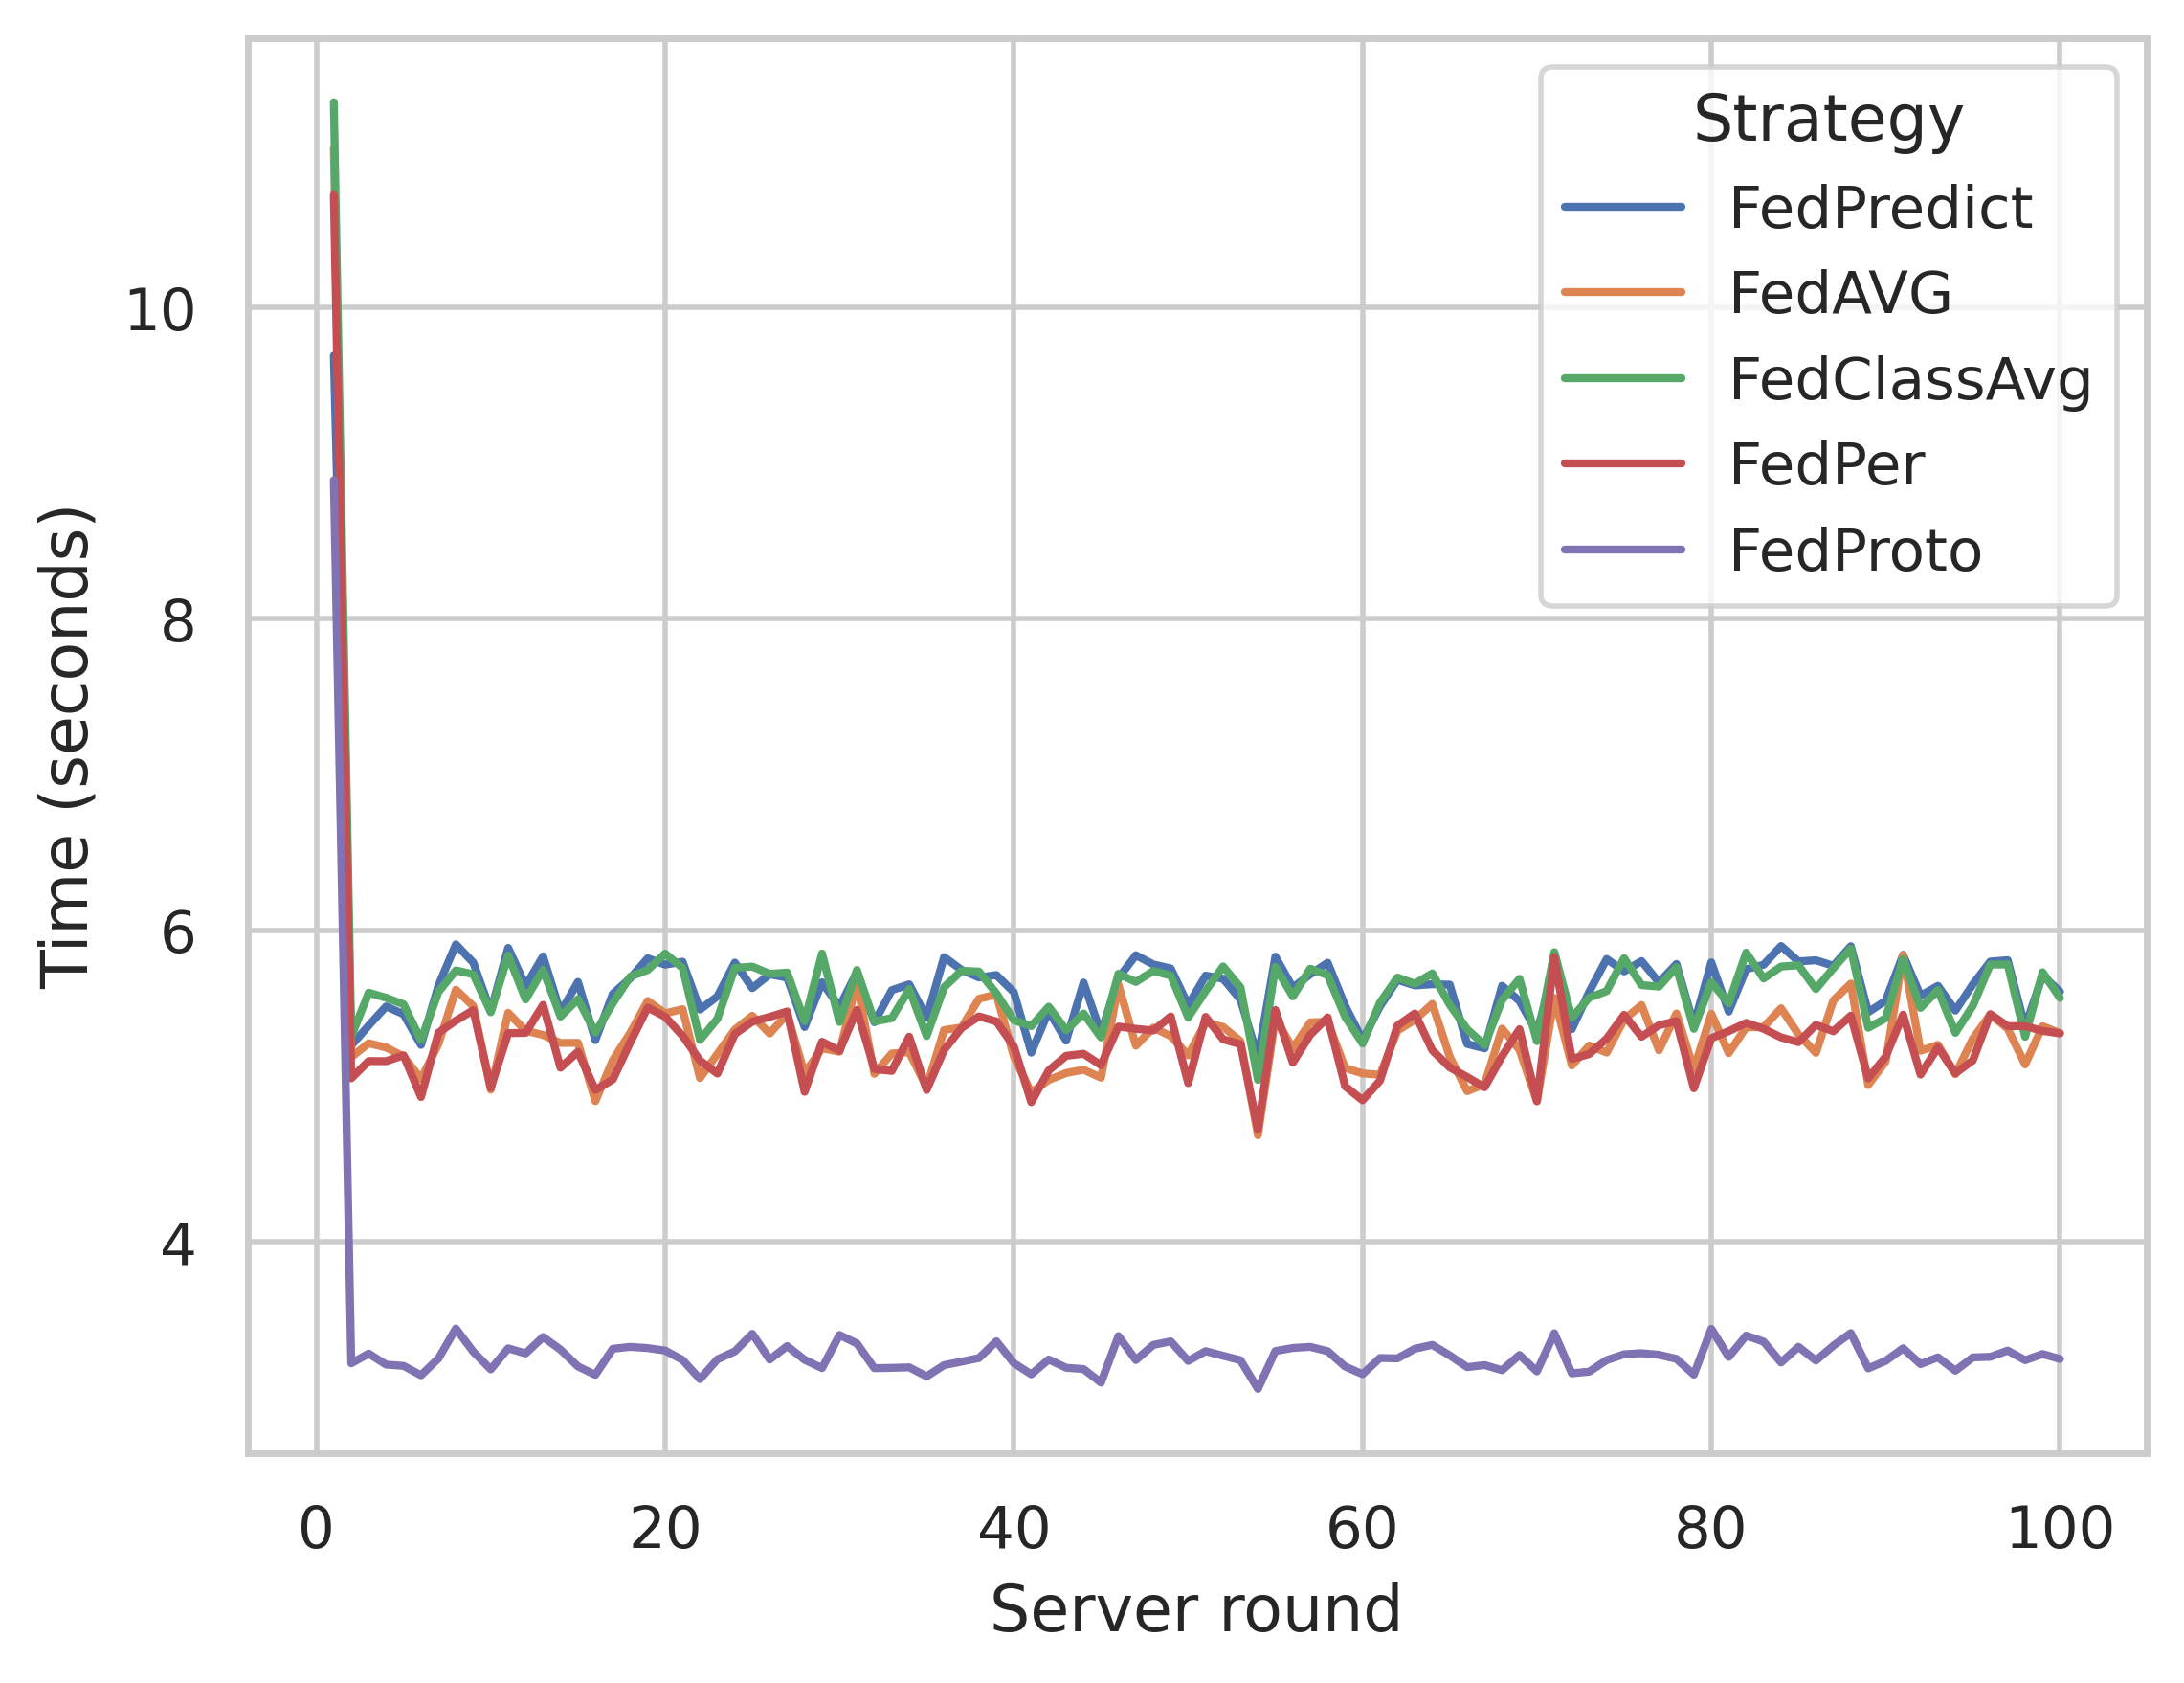 Strategy
FedPredict
FedAVG
FedClassAvg
FedPer
FedProto
Time (seconds)
10
8
6
4
0 20 40 60 80 100
Server round